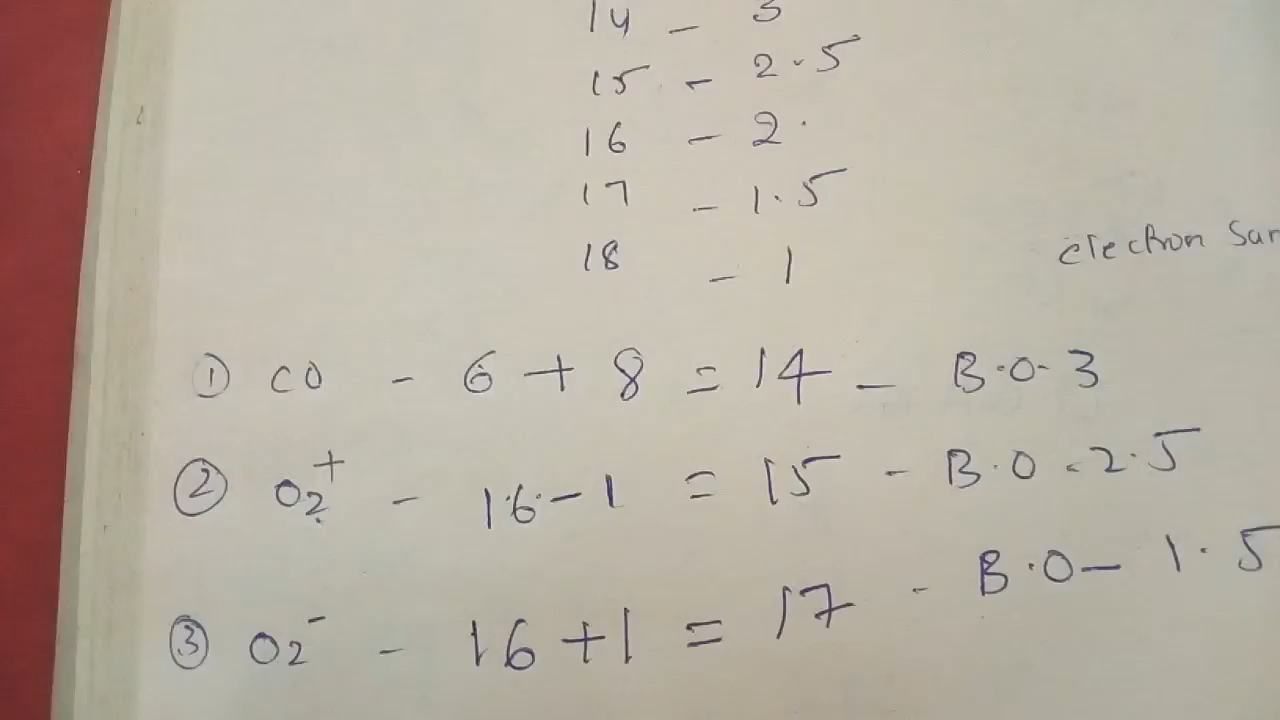 14 - 3
15 - 2.5
16 - 2.
17 - 1.5
18 - 1
electron
① CO - 6 + 8 = 14 - B.O- 3
② O₂⁺ - 16 - 1 = 15 - B.O - 2.5
③ O₂⁻ - 16 + 1 = 17 - B.O - 1.5